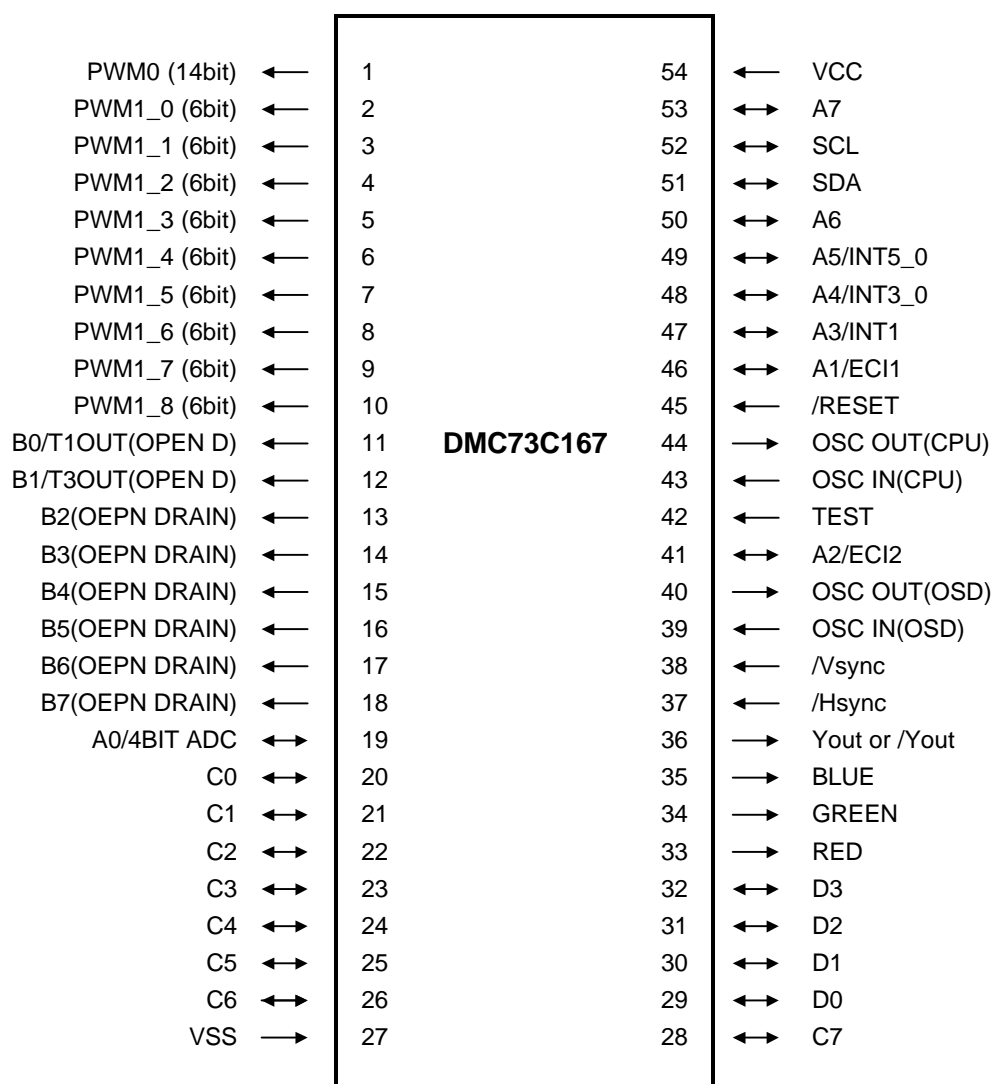 PWM0 (14bit) 1 54 VCC
PWM1_0 (6bit) 2 53 A7
PWM1_1 (6bit) 3 52 SCL
PWM1_2 (6bit) 4 51 SDA
PWM1_3 (6bit) 5 50 A6
PWM1_4 (6bit) 6 49 A5/INT5_0
PWM1_5 (6bit) 7 48 A4/INT3_0
PWM1_6 (6bit) 8 47 A3/INT1
PWM1_7 (6bit) 9 46 A1/ECI1
PWM1_8 (6bit) 10 45 /RESET
B0/T1OUT(OPEN D) 11 DMC73C167 44 OSC OUT(CPU)
B1/T3OUT(OPEN D) 12 43 OSC IN(CPU)
B2(OEPN DRAIN) 13 42 TEST
B3(OEPN DRAIN) 14 41 A2/ECI2
B4(OEPN DRAIN) 15 40 OSC OUT(OSD)
B5(OEPN DRAIN) 16 39 OSC IN(OSD)
B6(OEPN DRAIN) 17 38 /Vsync
B7(OEPN DRAIN) 18 37 /Hsync
A0/4BIT ADC 19 36 Yout or /Yout
C0 20 35 BLUE
C1 21 34 GREEN
C2 22 33 RED
C3 23 32 D3
C4 24 31 D2
C5 25 30 D1
C6 26 29 D0
VSS 27 28 C7